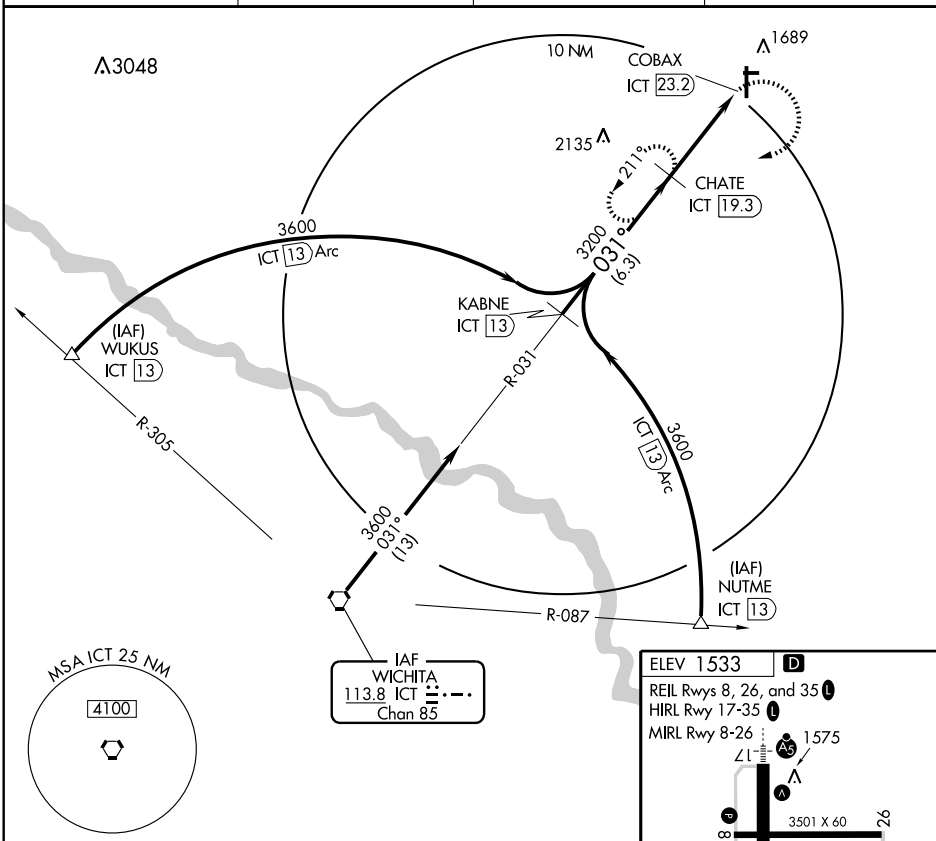 3048
10 NM
1689
COBAX
ICT 23.2
2135
211°
CHATE
ICT 19.3
3600
ICT 13 Arc
3200
031°
(6.3)
KABNE
ICT 13
(IAF)
WUKUS
ICT 13
R-031
R-305
3600
ICT 13 Arc
3600
031°
(13)
(IAF)
NUTME
ICT 13
R-087
IAF
WICHITA
113.8 ICT
Chan 85
MSA ICT 25 NM
4100
ELEV 1533 D
REIL Rwys 8, 26, and 35 L
HIRL Rwy 17-35 L
MIRL Rwy 8-26
17
A5
1575
V
P
8
3501 X 60
26